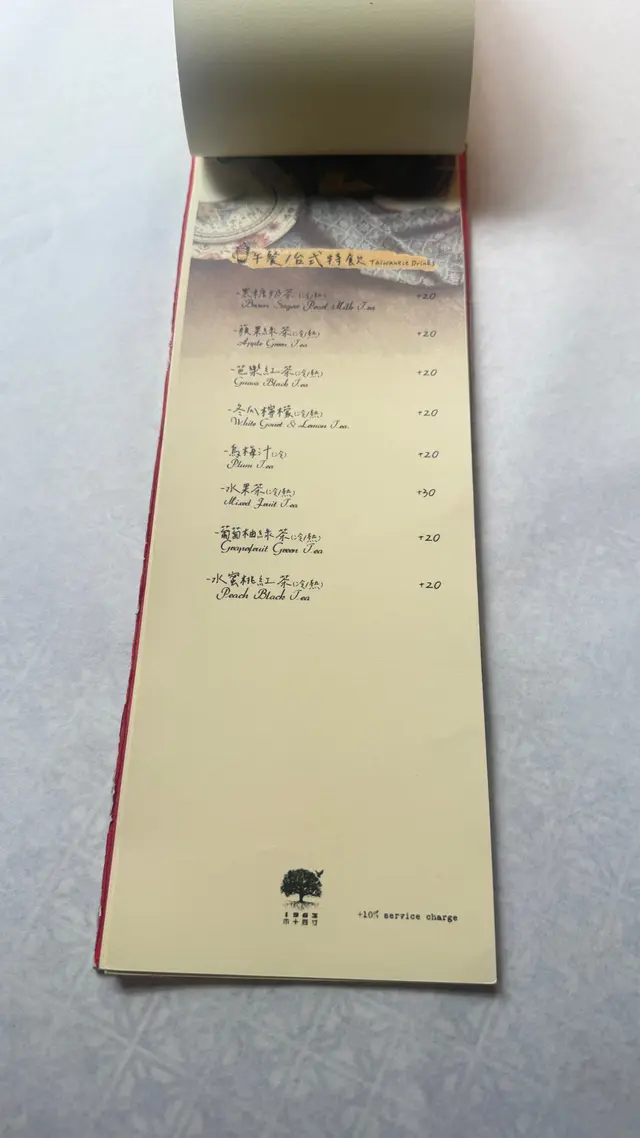 午餐/台式特飲 Taiwanese Drinks
-黑糖奶茶(冷/熱) +20
Brown Sugar Pearl Milk Tea
-蘋果綠茶(冷/熱) +20
Apple Green Tea
-芭樂紅茶(冷/熱) +20
Guava Black Tea
-冬瓜檸檬(冷/熱) +20
White Gourd & Lemon Tea
-烏梅汁(冷) +20
Plum Tea
-水果茶(冷/熱) +30
Mixed Fruit Tea
-葡萄柚綠茶(冷/熱) +20
Grapefruit Green Tea
-水蜜桃紅茶(冷/熱) +20
Peach Black Tea
1963
+10% service charge